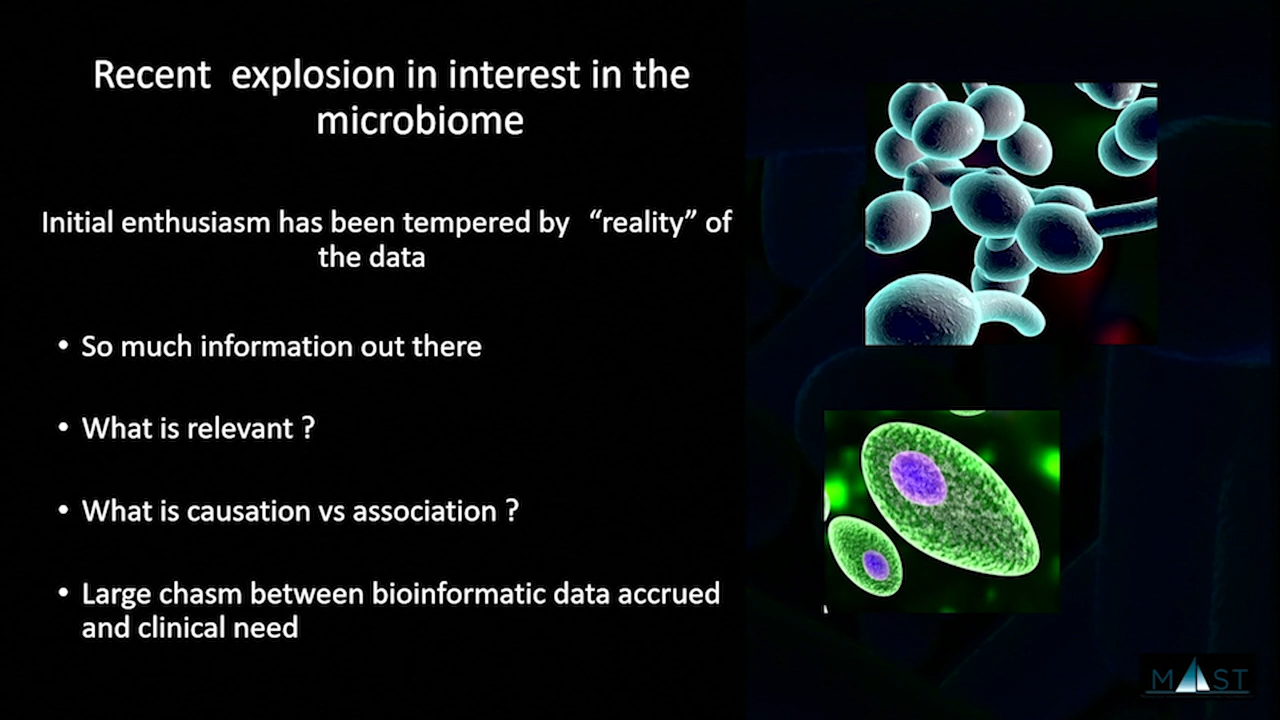 Recent explosion in interest in the
microbiome
Initial enthusiasm has been tempered by “reality” of
the data
• So much information out there
• What is relevant ?
• What is causation vs association ?
• Large chasm between bioinformatic data accrued
and clinical need
MAST